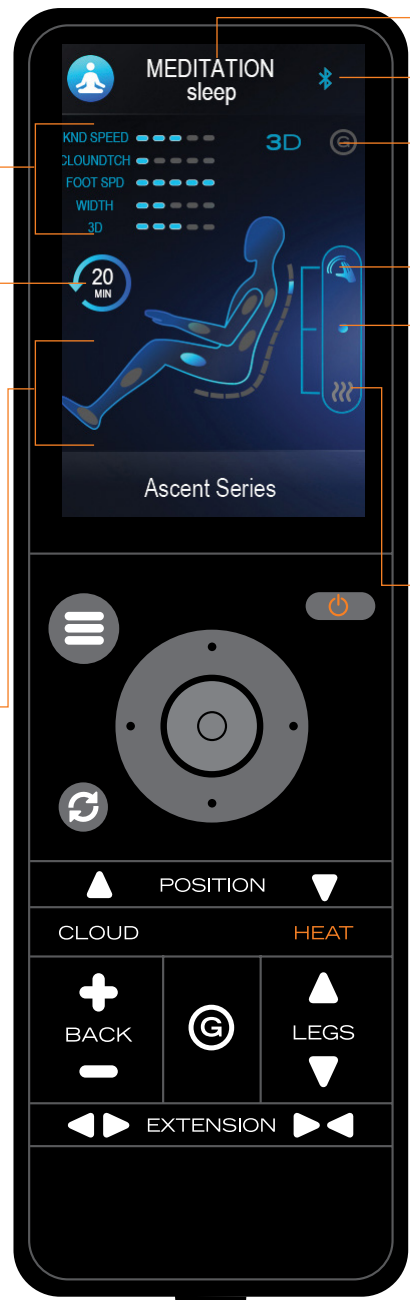 MEDITATION
sleep
KND SPEED
CLOUNDTCH
FOOT SPD
WIDTH
3D
3D
G
20
MIN
Ascent Series
POSITION
CLOUD
HEAT
BACK
G
LEGS
EXTENSION